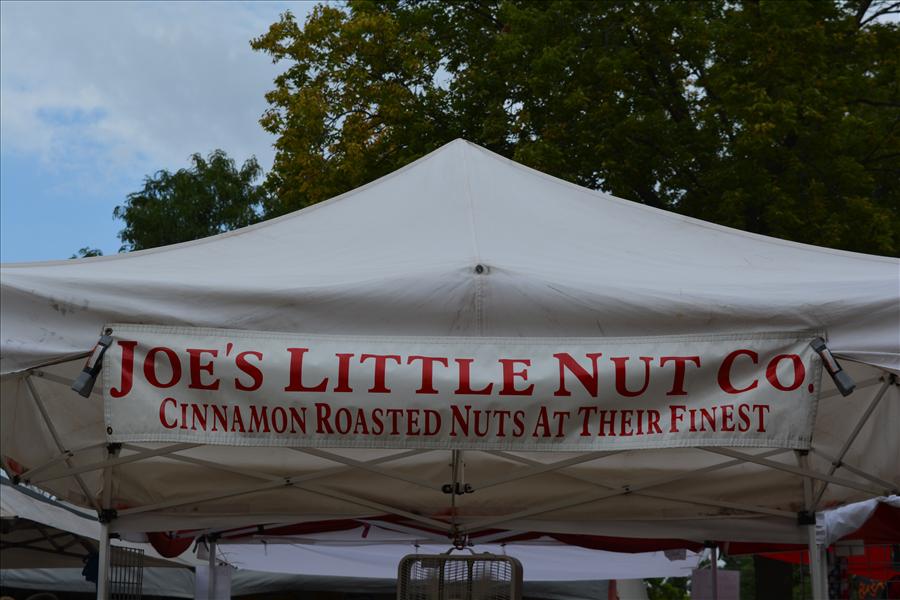 Joe's Little Nut Co.
Cinnamon Roasted Nuts At Their Finest